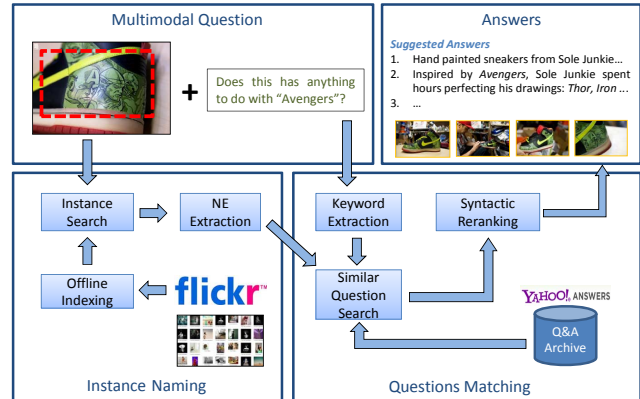 Multimodal Question
Does this has anything
to do with “Avengers”?
+
Answers
Suggested Answers
1. Hand painted sneakers from Sole Junkie…
2. Inspired by Avengers, Sole Junkie spent
hours perfecting his drawings: Thor, Iron ...
3. …
Instance
Search
NE
Extraction
Offline
Indexing
flickr™
Instance Naming
Keyword
Extraction
Syntactic
Reranking
Similar
Question
Search
YAHOO! ANSWERS
Q&A
Archive
Questions Matching